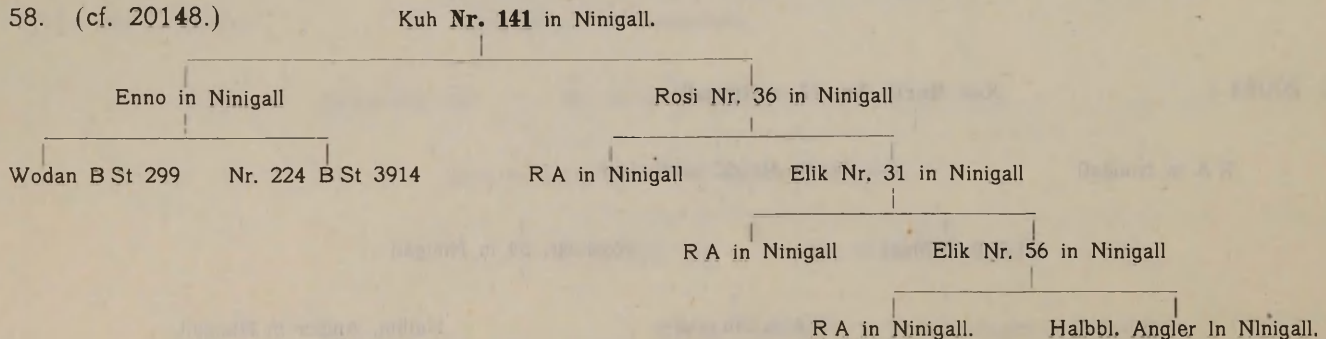 58. (cf. 20148.) Kuh Nr. 141 in Ninigall.
Enno in Ninigall Rosi Nr. 36 in Ninigall
Wodan B St 299 Nr. 224 B St 3914 R A in Ninigall Elik Nr. 31 in Ninigall
R A in Ninigall Elik Nr. 56 in Ninigall
R A in Ninigall. Halbbl. Angler in Ninigall.